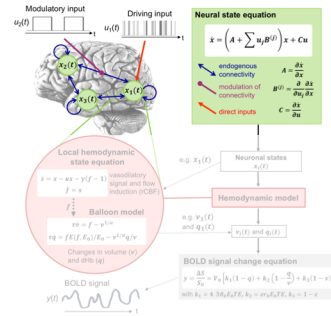 Modulatory input
u₂(t)
t
Driving input
u₁(t)
t
x₂(t)
x₃(t)
x₁(t)
Neural state equation
ẋ = (A + ∑ uⱼB⁽ʲ⁾) x + Cu
endogenous connectivity
modulation of connectivity
direct inputs
A = ∂ẋ/∂x
B⁽ʲ⁾ = ∂/∂uⱼ ∂ẋ/∂x
C = ∂ẋ/∂u
Local hemodynamic
state equation
vasodilatory
signal and flow
induction (rCBF)
ḟ = s
f
Balloon model
Changes in volume (v)
and dHb (q)
e.g. x₁(t)
Neuronal states
xᵢ(t)
Hemodynamic model
e.g. v₁(t)
and q₁(t)
vᵢ(t) and qᵢ(t)
BOLD signal change equation
BOLD signal
y(t)
t